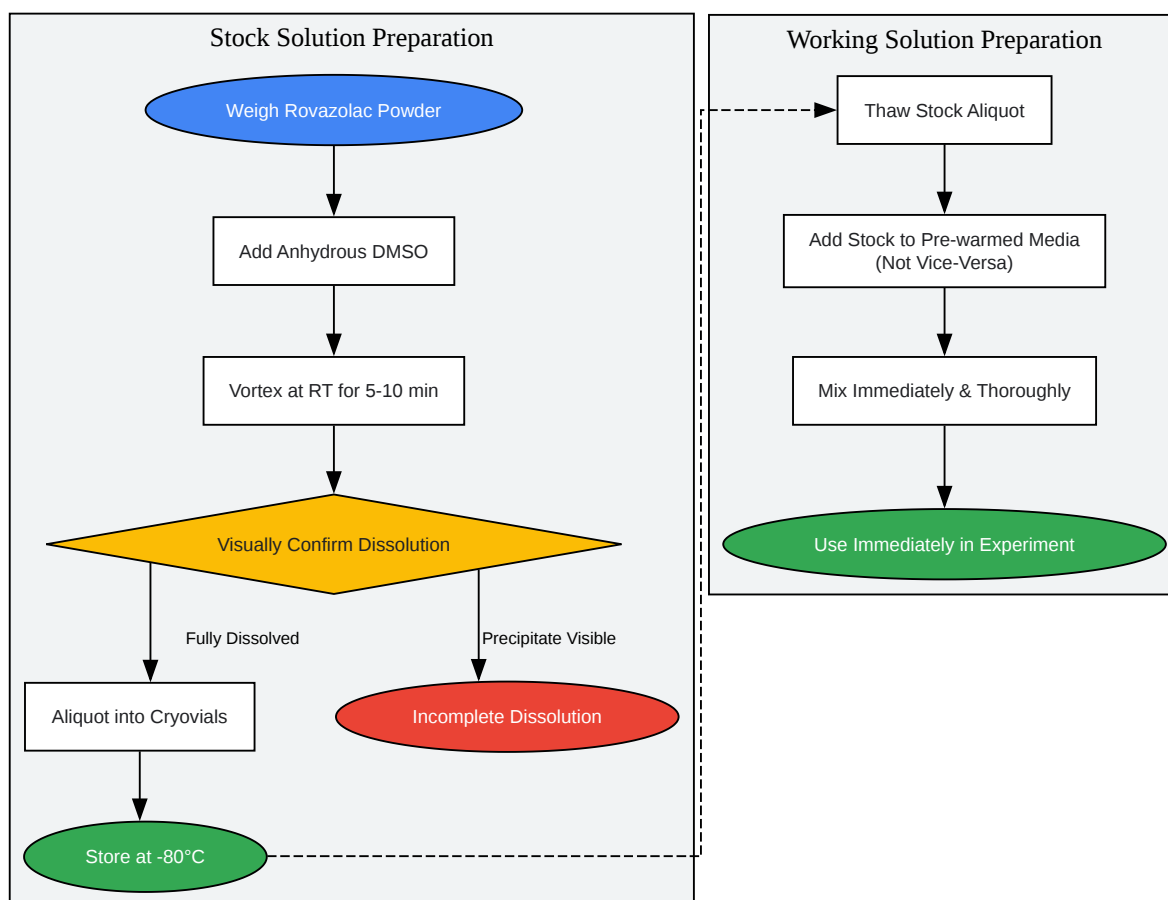 Stock Solution Preparation
Weigh Rovazolac Powder
Add Anhydrous DMSO
Vortex at RT for 5-10 min
Visually Confirm Dissolution
Fully Dissolved
Precipitate Visible
Aliquot into Cryovials
Incomplete Dissolution
Store at -80°C
Working Solution Preparation
Thaw Stock Aliquot
Add Stock to Pre-warmed Media
(Not Vice-Versa)
Mix Immediately & Thoroughly
Use Immediately in Experiment